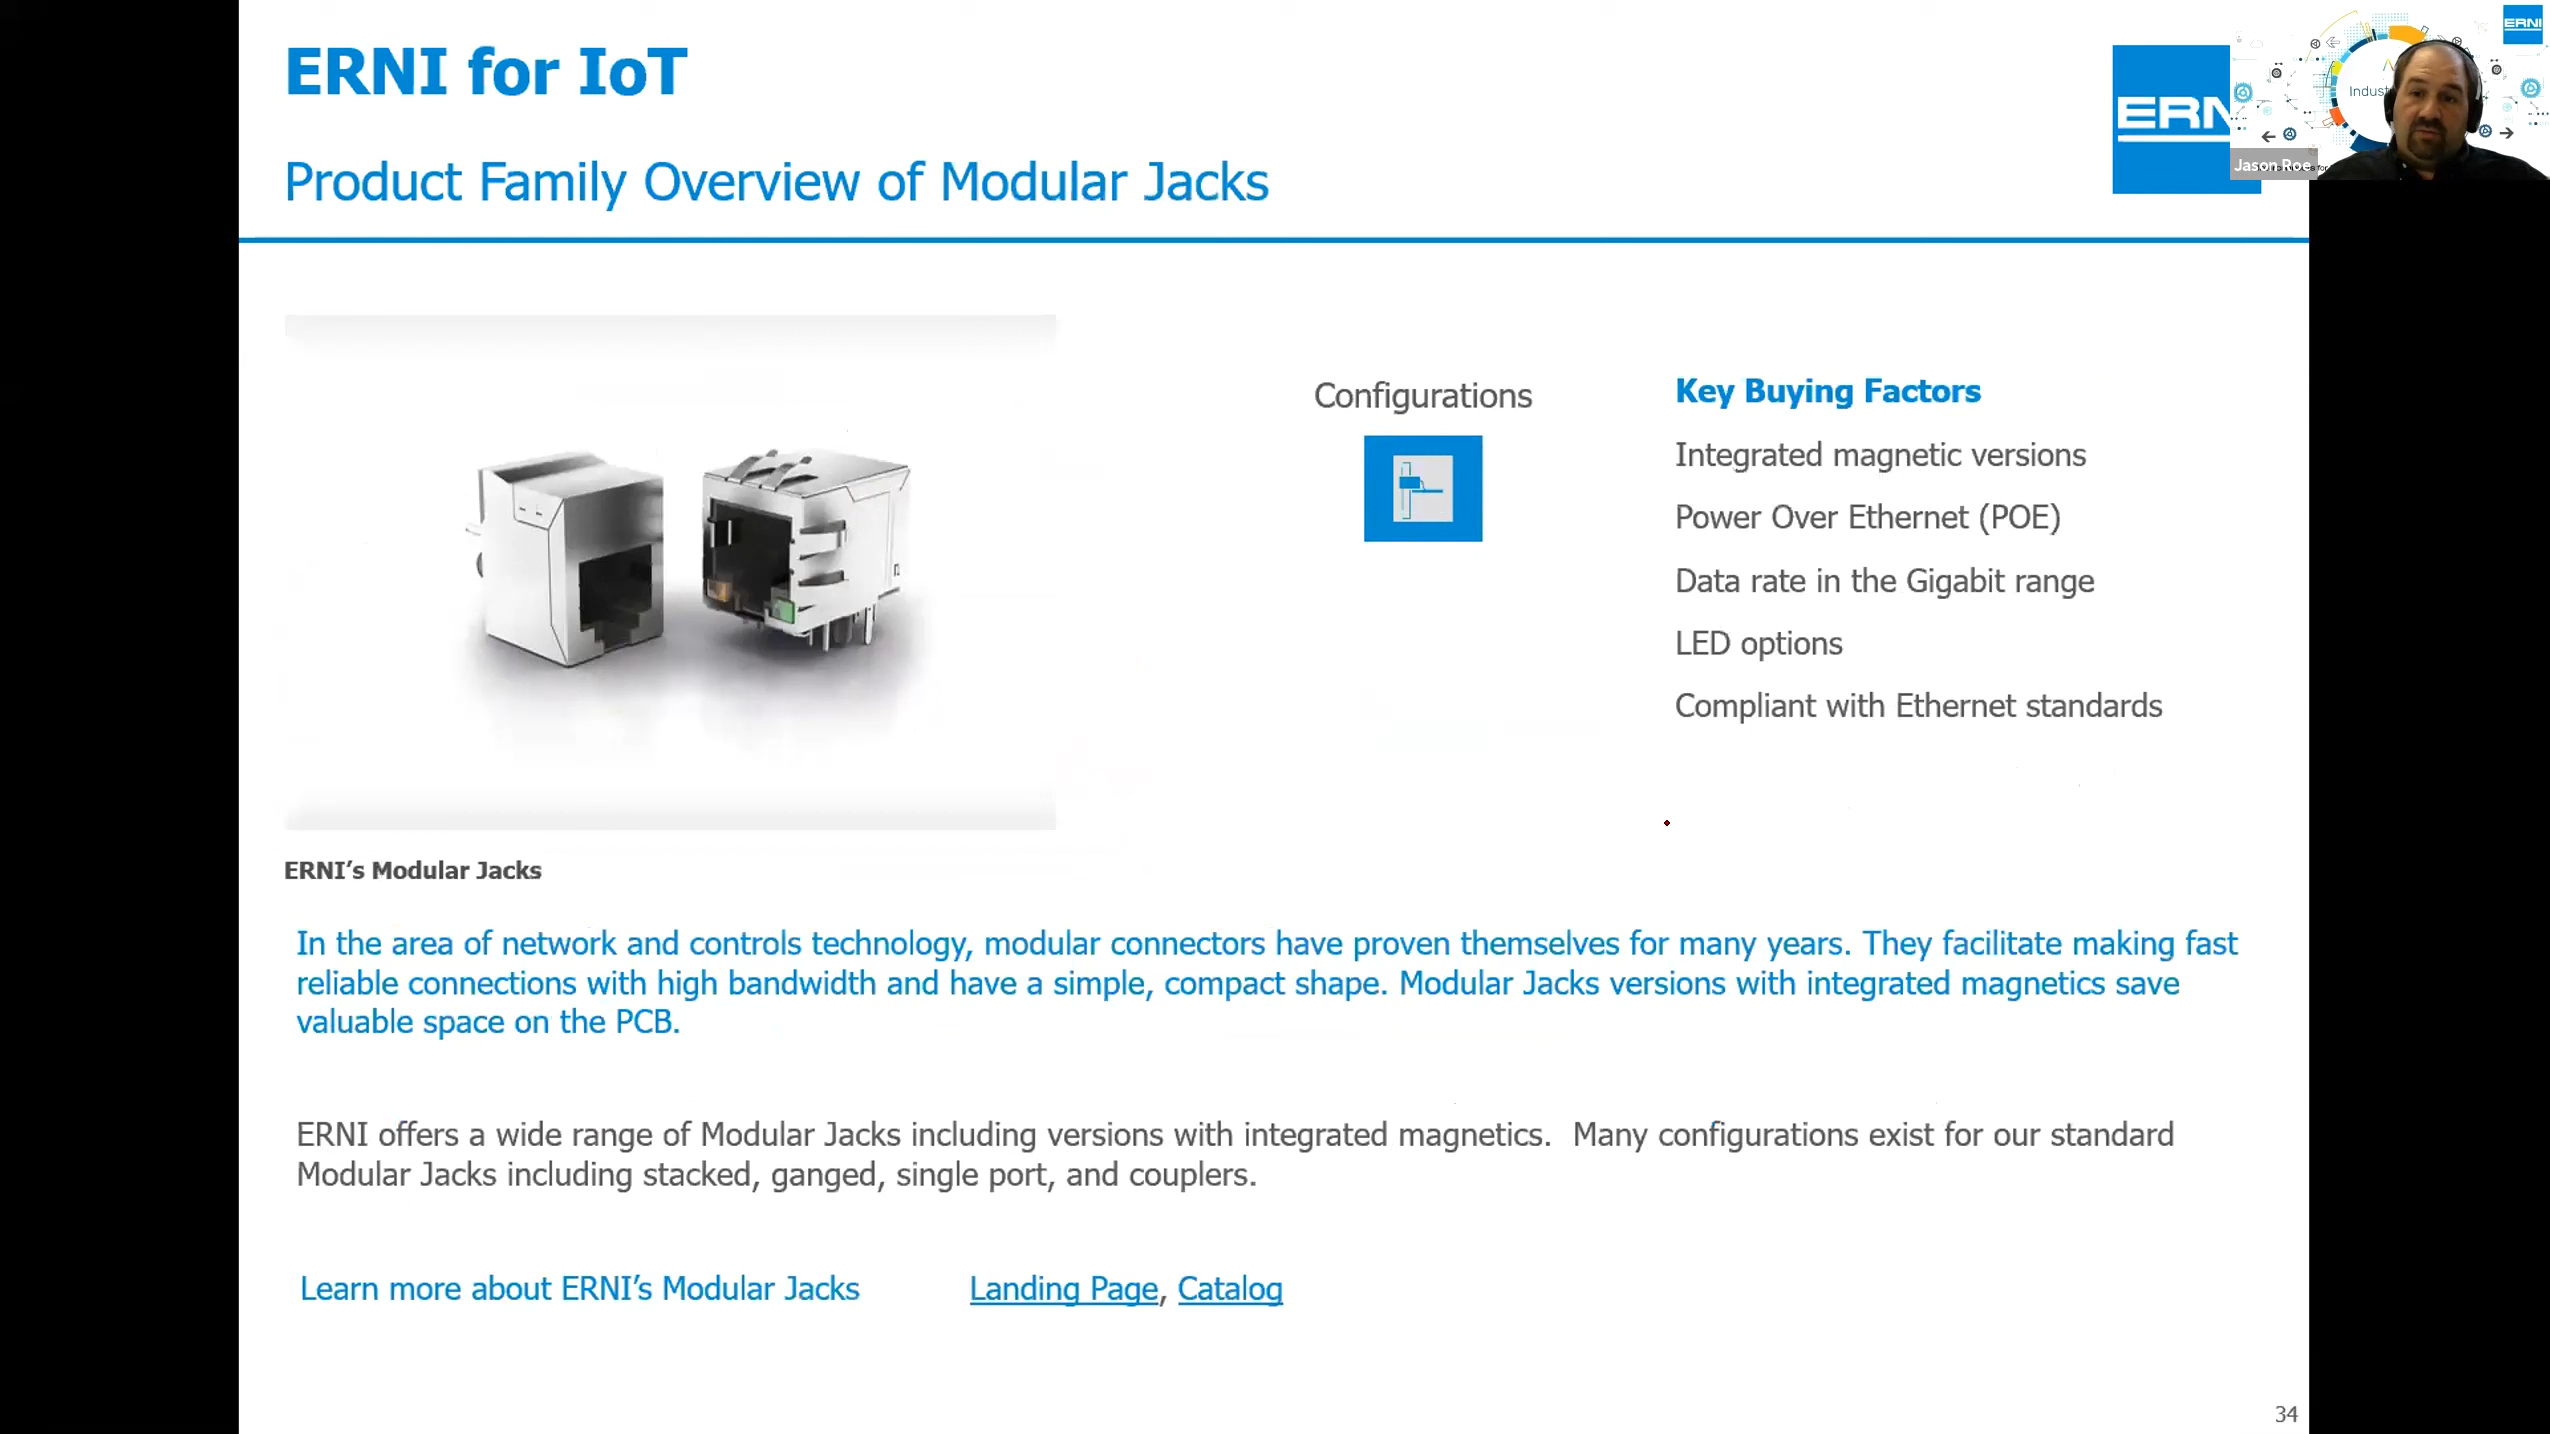 ERNI for IoT
Product Family Overview of Modular Jacks
ERNI
Jason Roe
Configurations
Key Buying Factors
Integrated magnetic versions
Power Over Ethernet (POE)
Data rate in the Gigabit range
LED options
Compliant with Ethernet standards
ERNI’s Modular Jacks
In the area of network and controls technology, modular connectors have proven themselves for many years. They facilitate making fast
reliable connections with high bandwidth and have a simple, compact shape. Modular Jacks versions with integrated magnetics save
valuable space on the PCB.
ERNI offers a wide range of Modular Jacks including versions with integrated magnetics.  Many configurations exist for our standard
Modular Jacks including stacked, ganged, single port, and couplers.
Learn more about ERNI’s Modular Jacks Landing Page, Catalog
34